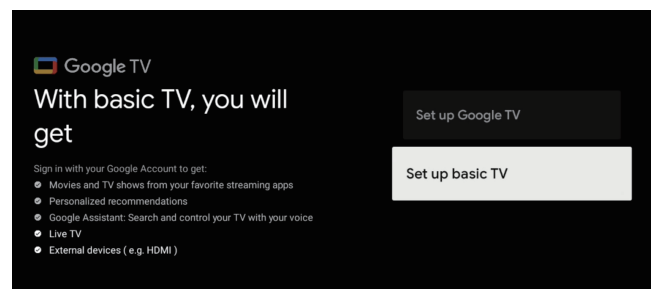 Google TV
With basic TV, you will
get
Sign in with your Google Account to get:
Movies and TV shows from your favorite streaming apps
Personalized recommendations
Google Assistant: Search and control your TV with your voice
Live TV
External devices ( e.g. HDMI )
Set up Google TV
Set up basic TV